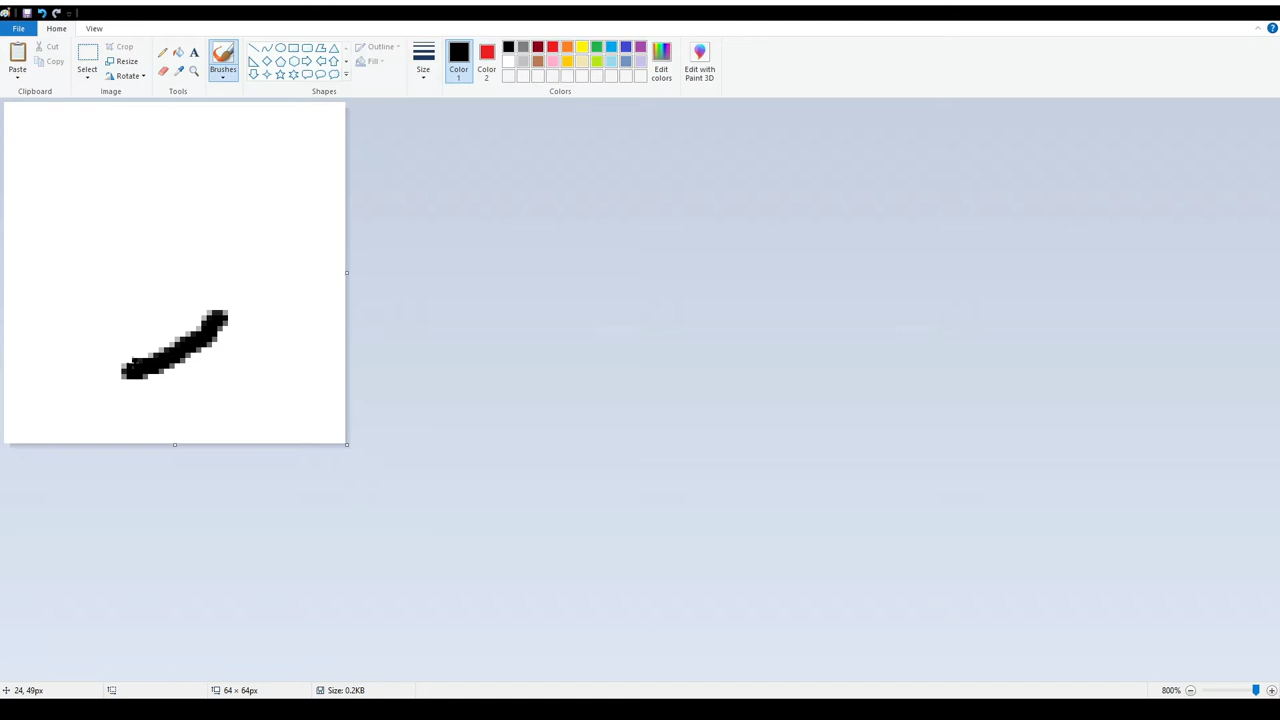 File Home View
Paste
Cut
Copy
Clipboard
Select
Crop
Resize
Rotate
Image
A
Tools
Brushes
Outline
Fill
Shapes
Size
Color 1
Color 2
Edit colors
Colors
Edit with Paint 3D
24, 49px
64 × 64px
Size: 0.2KB
800%